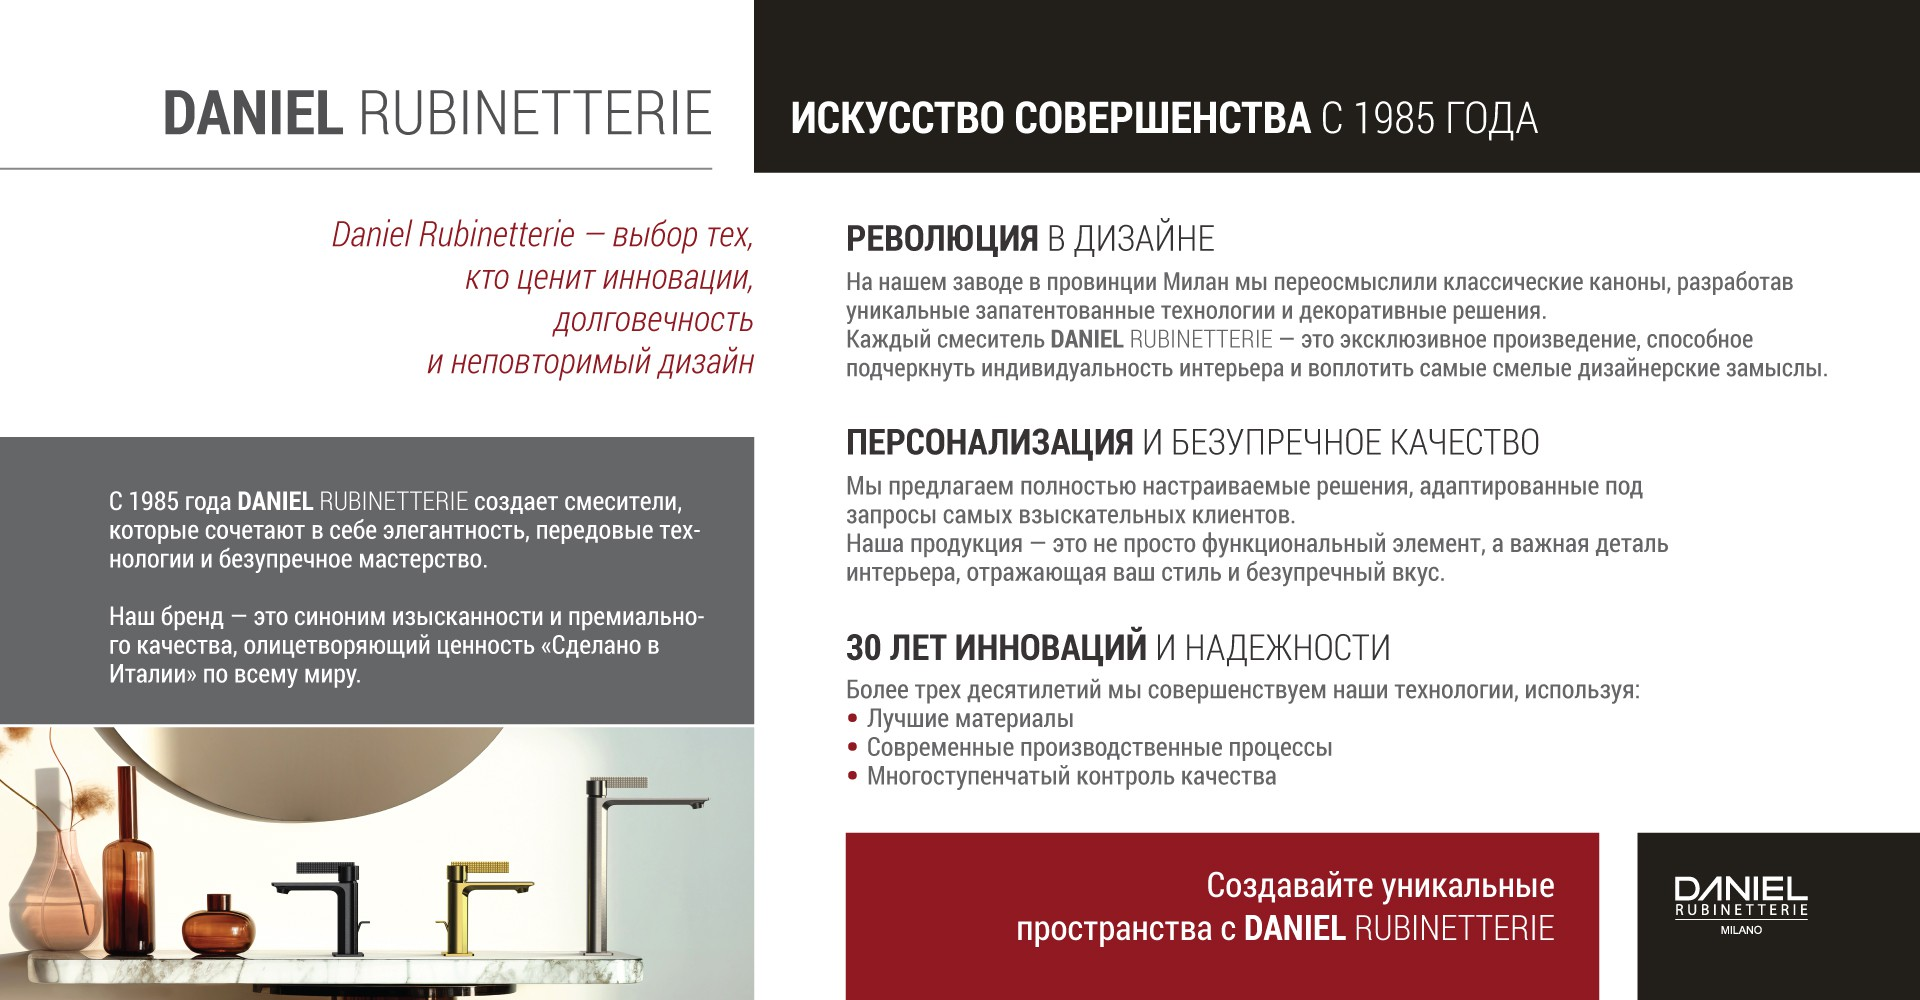 DANIEL RUBINETTERIE
ИСКУССТВО СОВЕРШЕНСТВА С 1985 ГОДА
Daniel Rubinetterie — выбор тех,
кто ценит инновации,
долговечность
и неповторимый дизайн
С 1985 года DANIEL RUBINETTERIE создает смесители,
которые сочетают в себе элегантность, передовые тех-
нологии и безупречное мастерство.
Наш бренд — это синоним изысканности и премиально-
го качества, олицетворяющий ценность «Сделано в
Италии» по всему миру.
РЕВОЛЮЦИЯ В ДИЗАЙНЕ
На нашем заводе в провинции Милан мы переосмыслили классические каноны, разработав
уникальные запатентованные технологии и декоративные решения.
Каждый смеситель DANIEL RUBINETTERIE — это эксклюзивное произведение, способное
подчеркнуть индивидуальность интерьера и воплотить самые смелые дизайнерские замыслы.
ПЕРСОНАЛИЗАЦИЯ И БЕЗУПРЕЧНОЕ КАЧЕСТВО
Мы предлагаем полностью настраиваемые решения, адаптированные под
запросы самых взыскательных клиентов.
Наша продукция — это не просто функциональный элемент, а важная деталь
интерьера, отражающая ваш стиль и безупречный вкус.
30 ЛЕТ ИННОВАЦИЙ И НАДЕЖНОСТИ
Более трех десятилетий мы совершенствуем наши технологии, используя:
• Лучшие материалы
• Современные производственные процессы
• Многоступенчатый контроль качества
Создавайте уникальные
пространства с DANIEL RUBINETTERIE
DANIEL
RUBINETTERIE
MILANO